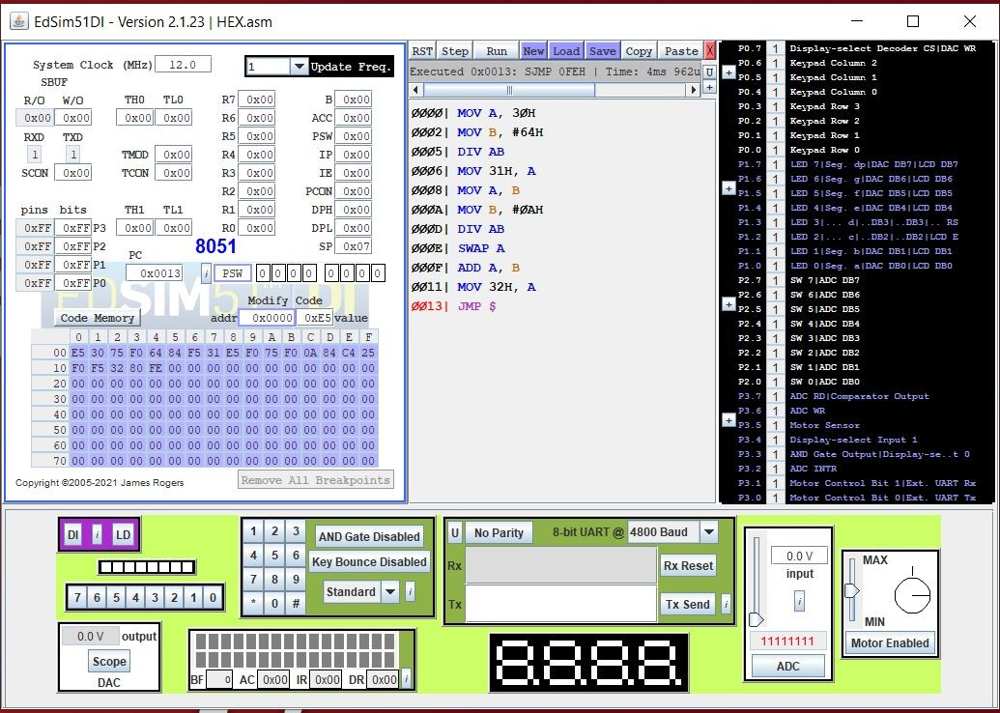 EdSim51DI - Version 2.1.23 | HEX.asm
System Clock (MHz) 12.0 1 Update Freq.
SBUF
R/O W/O TH0 TL0 R7 0x00 B 0x00
0x00 0x00 0x00 0x00 R6 0x00 ACC 0x00
RXD TXD R5 0x00 PSW 0x00
1 1 TMOD 0x00 R4 0x00 IP 0x00
SCON 0x00 TCON 0x00 R3 0x00 IE 0x00
R2 0x00 PCON 0x00
pins bits TH1 TL1 R1 0x00 DPH 0x00
0xFF 0xFF P3 0x00 0x00 R0 0x00 DPL 0x00
0xFF 0xFF P2 8051 SP 0x07
0xFF 0xFF P1 PC
0x0013 i PSW 0 0 0 0 0 0 0 0
0xFF 0xFF P0
EDSIM51 DI
Modify Code
Code Memory addr 0x0000 0xE5 value
0 1 2 3 4 5 6 7 8 9 A B C D E F
00 E5 30 75 F0 64 84 F5 31 E5 F0 75 F0 0A 84 C4 25
10 F0 F5 32 80 FE 00 00 00 00 00 00 00 00 00 00 00
20 00 00 00 00 00 00 00 00 00 00 00 00 00 00 00 00
30 00 00 00 00 00 00 00 00 00 00 00 00 00 00 00 00
40 00 00 00 00 00 00 00 00 00 00 00 00 00 00 00 00
50 00 00 00 00 00 00 00 00 00 00 00 00 00 00 00 00
60 00 00 00 00 00 00 00 00 00 00 00 00 00 00 00 00
70 00 00 00 00 00 00 00 00 00 00 00 00 00 00 00 00
Copyright ©2005-2021 James Rogers Remove All Breakpoints
RST Step Run New Load Save Copy Paste X
Executed 0x0013: SJMP 0FEH | Time: 4ms 962u U
+
0000| MOV A, 30H
0002| MOV B, #64H
0005| DIV AB
0006| MOV 31H, A
0008| MOV A, B
000A| MOV B, #0AH
000D| DIV AB
000E| SWAP A
000F| ADD A, B
0011| MOV 32H, A
0013| JMP $
P0.7 1 Display-select Decoder CS|DAC WR
P0.6 1 Keypad Column 2
+ P0.5 1 Keypad Column 1
P0.4 1 Keypad Column 0
P0.3 1 Keypad Row 3
P0.2 1 Keypad Row 2
P0.1 1 Keypad Row 1
P0.0 1 Keypad Row 0
P1.7 1 LED 7|Seg. dp|DAC DB7|LCD DB7
P1.6 1 LED 6|Seg. g|DAC DB6|LCD DB6
+ P1.5 1 LED 5|Seg. f|DAC DB5|LCD DB5
P1.4 1 LED 4|Seg. e|DAC DB4|LCD DB4
P1.3 1 LED 3|... d|..DB3|..DB3|.. RS
P1.2 1 LED 2|... c|..DB2|..DB2|LCD E
P1.1 1 LED 1|Seg. b|DAC DB1|LCD DB1
P1.0 1 LED 0|Seg. a|DAC DB0|LCD DB0
P2.7 1 SW 7|ADC DB7
P2.6 1 SW 6|ADC DB6
+ P2.5 1 SW 5|ADC DB5
P2.4 1 SW 4|ADC DB4
P2.3 1 SW 3|ADC DB3
P2.2 1 SW 2|ADC DB2
P2.1 1 SW 1|ADC DB1
P2.0 1 SW 0|ADC DB0
P3.7 1 ADC RD|Comparator Output
P3.6 1 ADC WR
+ P3.5 1 Motor Sensor
P3.4 1 Display-select Input 1
P3.3 1 AND Gate Output|Display-se..t 0
P3.2 1 ADC INTR
P3.1 1 Motor Control Bit 1|Ext. UART Rx
P3.0 1 Motor Control Bit 0|Ext. UART Tx
DI i LD
7 6 5 4 3 2 1 0
0.0 V output
Scope
DAC
1 2 3 AND Gate Disabled
4 5 6 Key Bounce Disabled
7 8 9 Standard i
* 0 #
BF 0 AC 0x00 IR 0x00 DR 0x00 i
U No Parity 8-bit UART @ 4800 Baud
Rx Rx Reset
Tx Tx Send i
8.8.8.8.
0.0 V
input
i
11111111
ADC
MAX
MIN
Motor Enabled